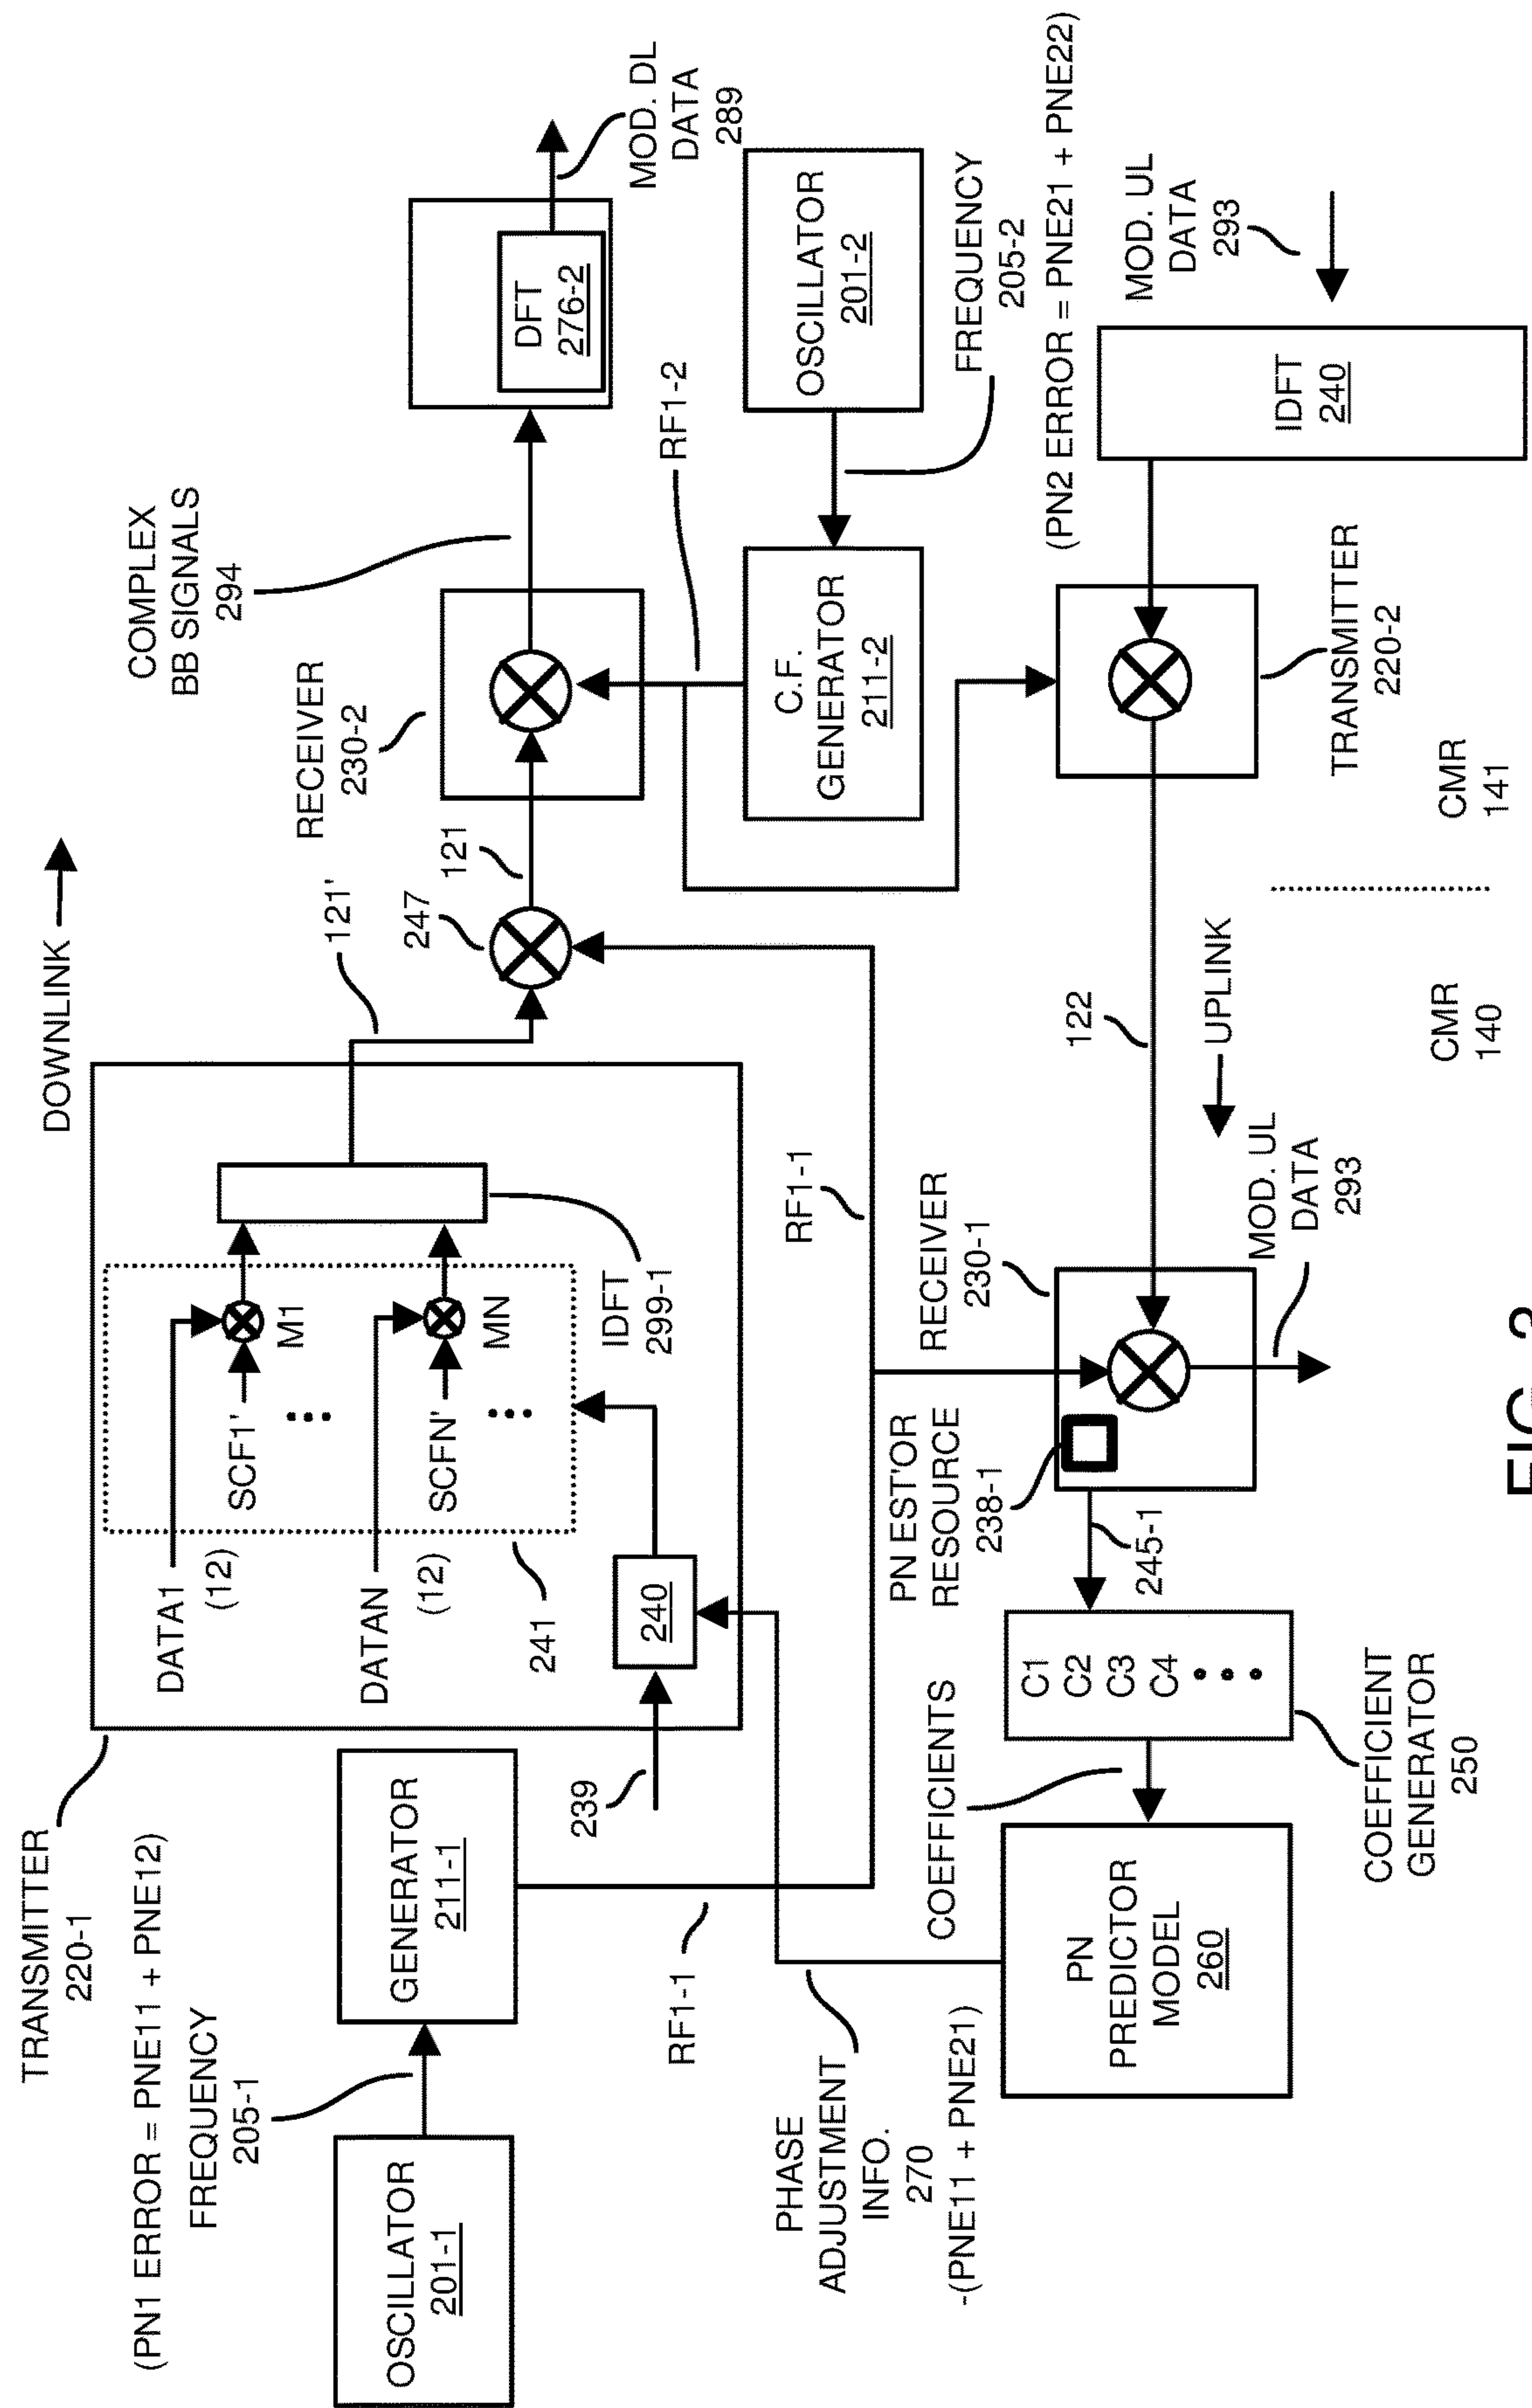 DOWNLINK
TRANSMITTER
220-1
(PN1 ERROR = PNE11 + PNE12)
FREQUENCY
205-1
OSCILLATOR
201-1
GENERATOR
211-1
RF1-1
239
240
DATA1
(12)
DATAN
(12)
241
SCF1'
M1
SCFN'
MN
IDFT
299-1
121'
247
121
RECEIVER
230-2
COMPLEX
BB SIGNALS
294
DFT
276-2
MOD. DL
DATA
289
RF1-2
C.F.
GENERATOR
211-2
OSCILLATOR
201-2
FREQUENCY
205-2
(PN2 ERROR = PNE21 + PNE22)
MOD. UL
DATA
293
IDFT
240
TRANSMITTER
220-2
CMR
141
CMR
140
122
UPLINK
RF1-1
RECEIVER
230-1
MOD. UL
DATA
293
PN EST'OR
RESOURCE
238-1
245-1
C1
C2
C3
C4
COEFFICIENT
GENERATOR
250
COEFFICIENTS
PN
PREDICTOR
MODEL
260
PHASE
ADJUSTMENT
INFO.
270
-(PNE11 + PNE21)